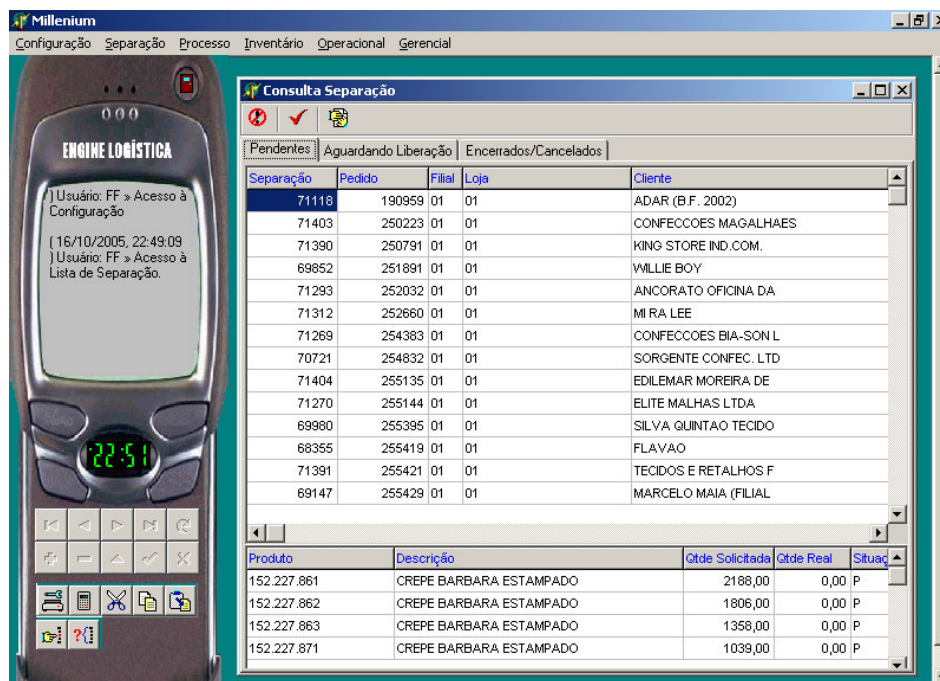 Millenium
Configuração Separação Processo Inventário Operacional Gerencial
ENGINE LOGÍSTICA
) Usuário: FF » Acesso à
Configuração
( 16/10/2005, 22:49:09
) Usuário: FF » Acesso à
Lista de Separação.
22:51
Consulta Separação
Pendentes Aguardando Liberação Encerrados/Cancelados
Separação Pedido Filial Loja Cliente
71118 190959 01 01 ADAR (B.F. 2002)
71403 250223 01 01 CONFECCOES MAGALHAES
71390 250791 01 01 KING STORE IND.COM.
69852 251891 01 01 WILLIE BOY
71293 252032 01 01 ANCORATO OFICINA DA
71312 252660 01 01 MI RA LEE
71269 254383 01 01 CONFECCOES BIA-SON L
70721 254832 01 01 SORGENTE CONFEC. LTD
71404 255135 01 01 EDILEMAR MOREIRA DE
71270 255144 01 01 ELITE MALHAS LTDA
69980 255395 01 01 SILVA QUINTAO TECIDO
68355 255419 01 01 FLAVAO
71391 255421 01 01 TECIDOS E RETALHOS F
69147 255429 01 01 MARCELO MAIA (FILIAL
Produto Descrição Qtde Solicitada Qtde Real Situaç
152.227.861 CREPE BARBARA ESTAMPADO 2188,00 0,00 P
152.227.862 CREPE BARBARA ESTAMPADO 1806,00 0,00 P
152.227.863 CREPE BARBARA ESTAMPADO 1358,00 0,00 P
152.227.871 CREPE BARBARA ESTAMPADO 1039,00 0,00 P